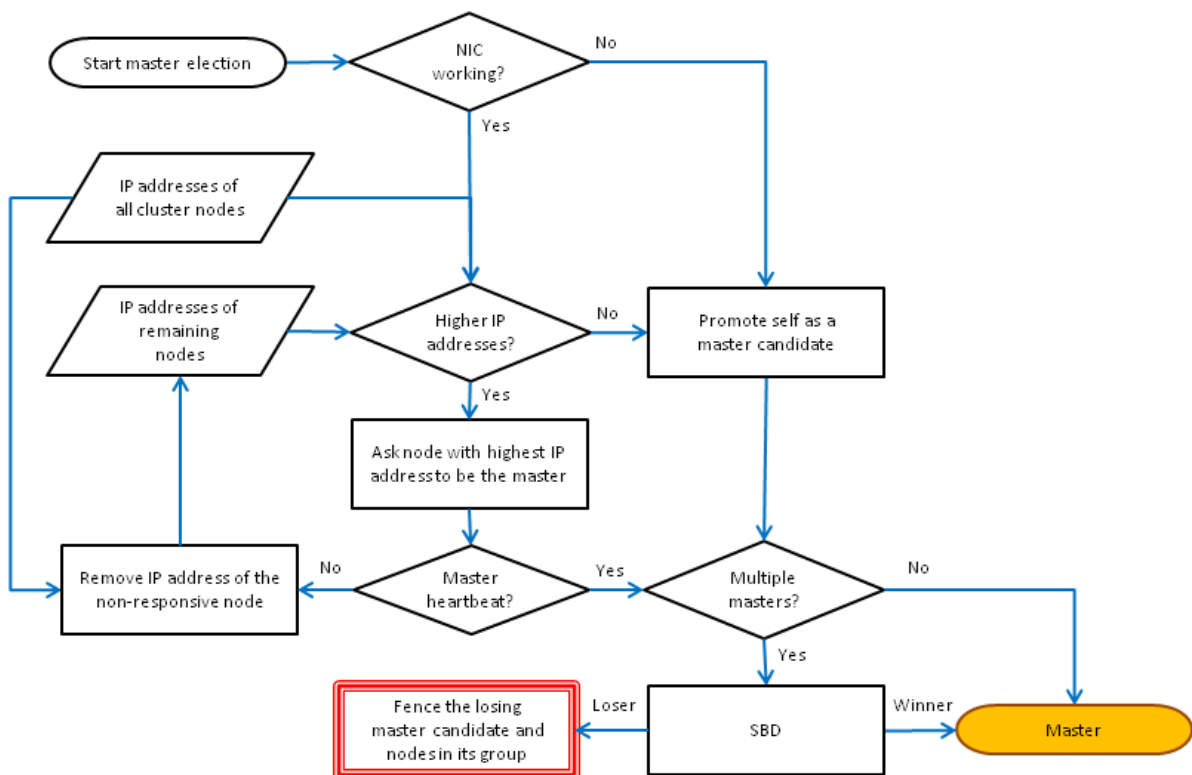 Start master election
NIC
working?
No
Yes
IP addresses of
all cluster nodes
IP addresses of
remaining
nodes
Higher IP
addresses?
No
Promote self as a
master candidate
Yes
Ask node with highest IP
address to be the master
Remove IP address of the
non-responsive node
No
Master
heartbeat?
Yes
Multiple
masters?
No
Yes
Fence the losing
master candidate and
nodes in its group
Loser
SBD
Winner
Master